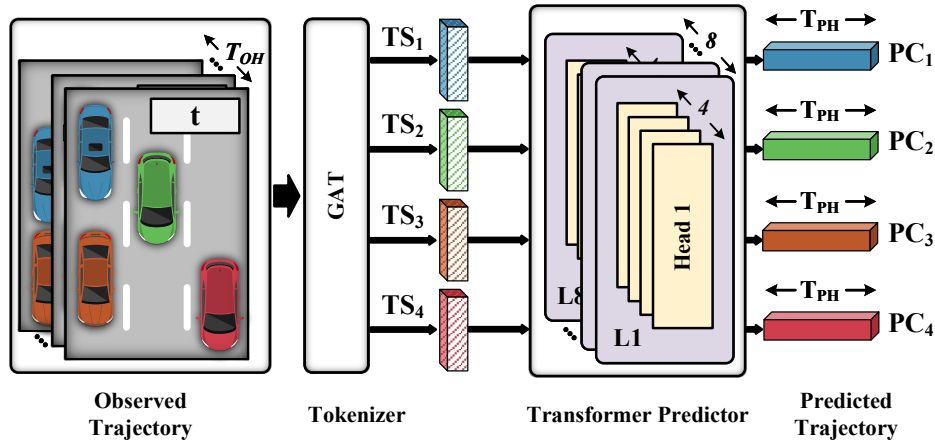 T_OH
t
GAT
TS₁
TS₂
TS₃
TS₄
8
4
Head 1
L8
L1
T_PH
PC₁
T_PH
PC₂
T_PH
PC₃
T_PH
PC₄
Observed
Trajectory
Tokenizer
Transformer Predictor
Predicted
Trajectory